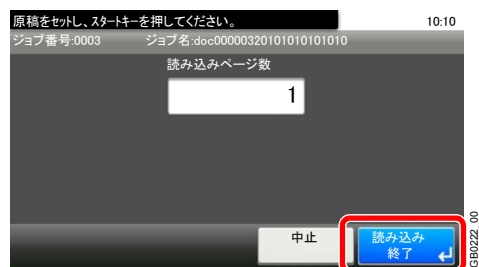 原稿をセットし、スタートキーを押してください。 10:10
ジョブ番号:0003 ジョブ名:doc00000320101010101010
読み込みページ数
1
中止
読み込み
終了
GB0222_00